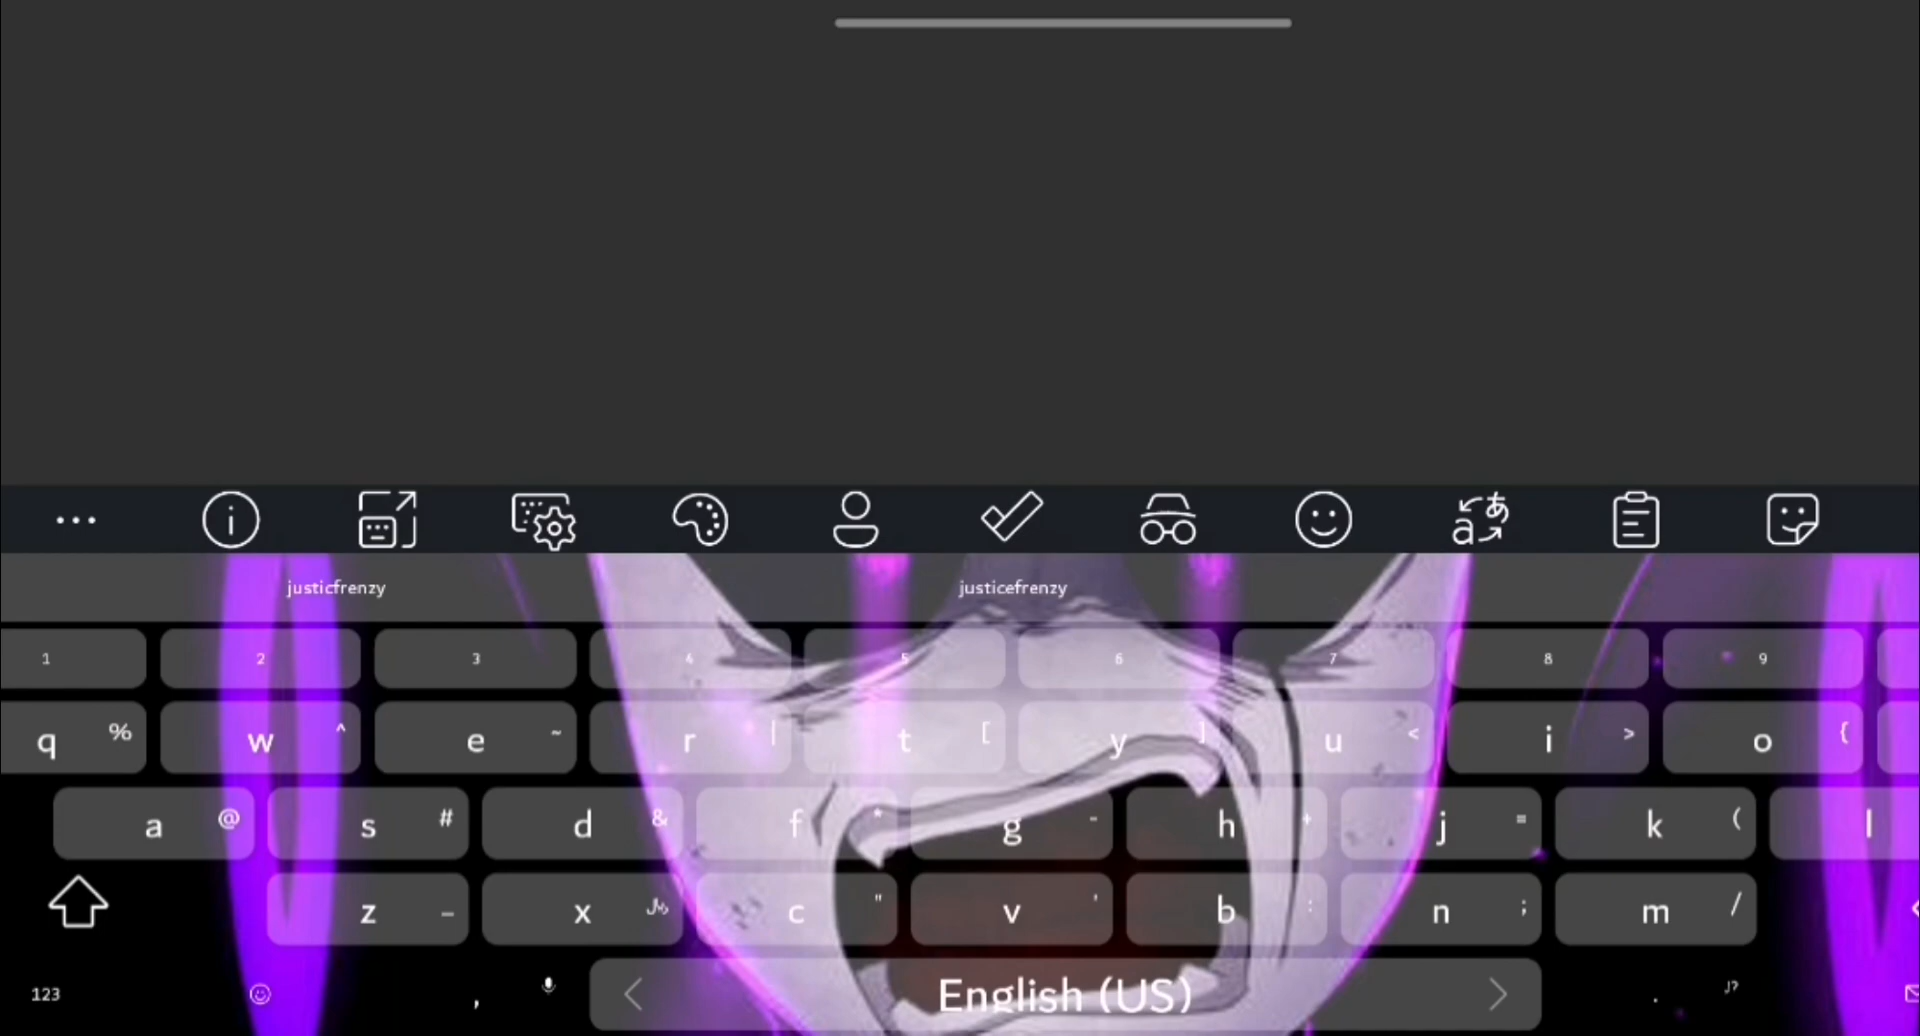 justicfrenzy justicefrenzy
1 2 3 4 5 6 7 8 9
q % w ^ e ~ r | t [ y ] u < i > o {
a @ s # d & f * g - h + j = k ( l
z _ x c " v ' b : n ; m /
123 , English (US) . ,!?